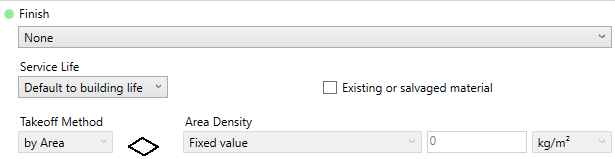 Finish
None
Service Life
Default to building life
Existing or salvaged material
Takeoff Method
Area Density
by Area
Fixed value
0
kg/m²